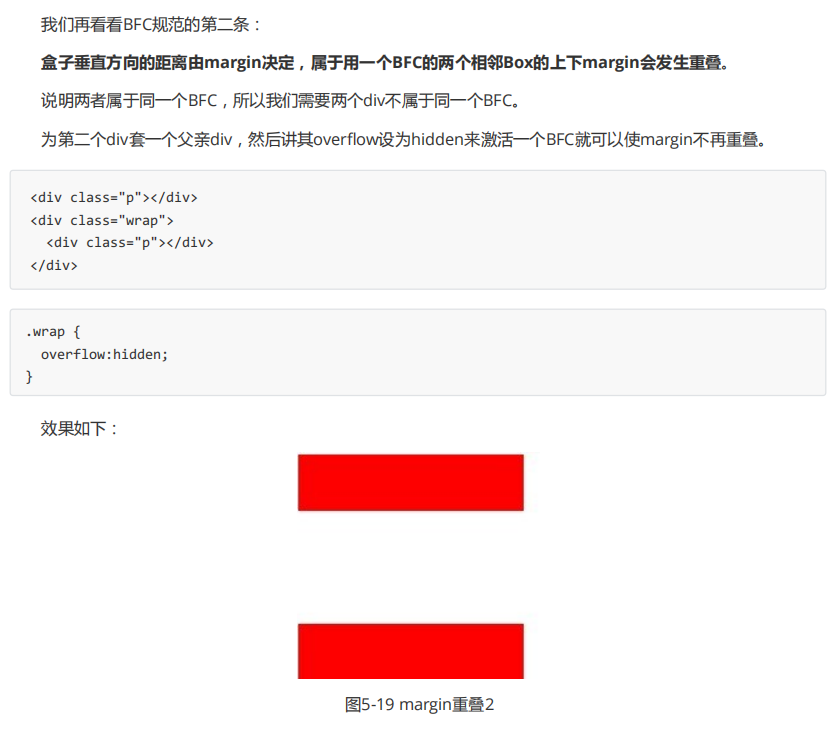 我们再看看BFC规范的第二条：
盒子垂直方向的距离由margin决定，属于用一个BFC的两个相邻Box的上下margin会发生重叠。
说明两者属于同一个BFC，所以我们需要两个div不属于同一个BFC。
为第二个div套一个父亲div，然后讲其overflow设为hidden来激活一个BFC就可以使margin不再重叠。
<div class="p"></div>
<div class="wrap">
  <div class="p"></div>
</div>
.wrap {
  overflow:hidden;
}
效果如下：
图5-19 margin重叠2